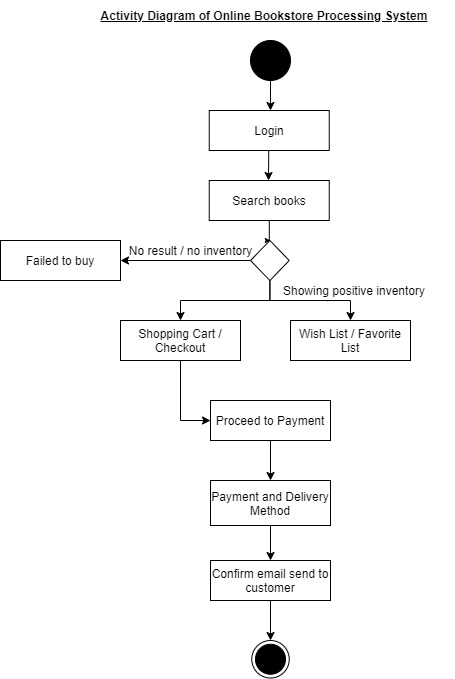 Activity Diagram of Online Bookstore Processing System
Login
Search books
No result / no inventory
Failed to buy
Showing positive inventory
Shopping Cart /
Checkout
Wish List / Favorite
List
Proceed to Payment
Payment and Delivery
Method
Confirm email send to
customer